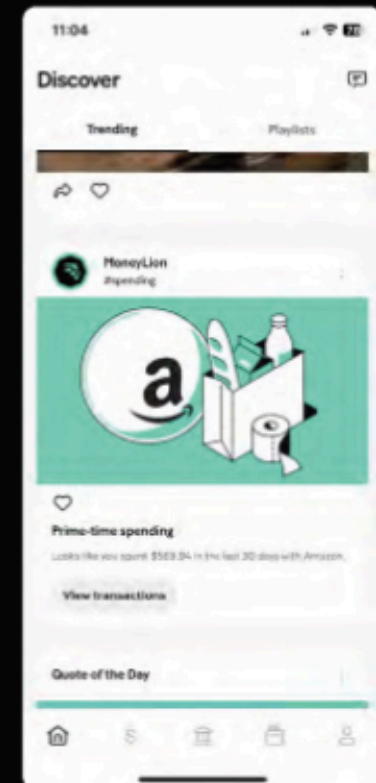 11:04
Discover
Trending
Playlists
MoneyLion
#spending
a
Prime-time spending
Looks like you spent $569.94 in the last 30 days with Amazon.
View transactions
Quote of the Day